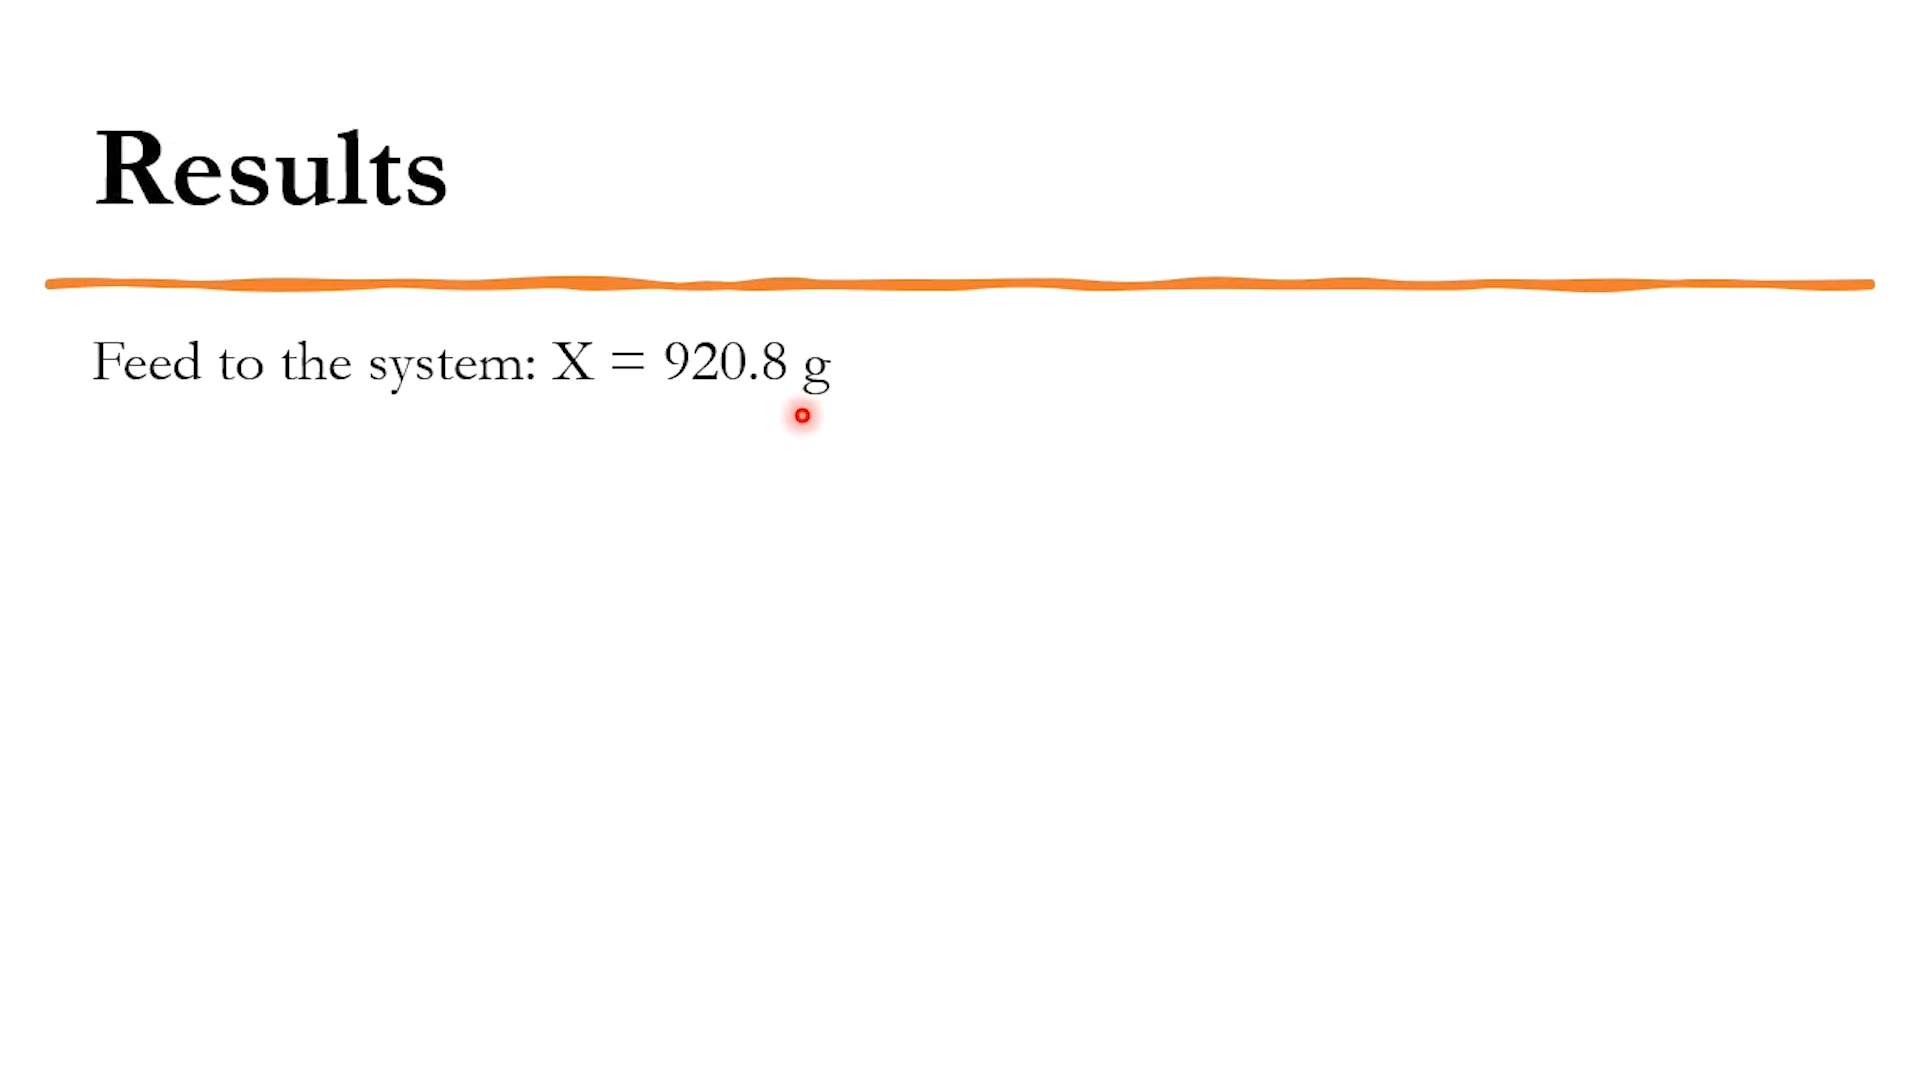 Results
Feed to the system: X = 920.8 g